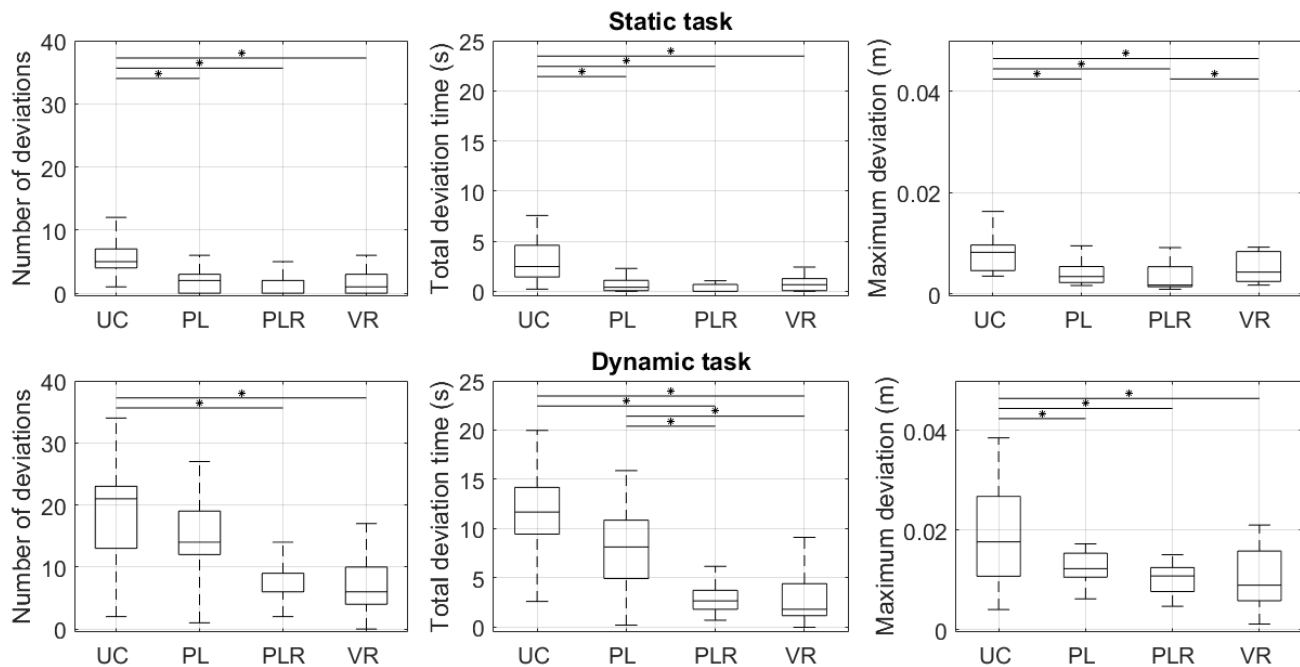 Static task
Number of deviations
40
30
20
10
0
UC PL PLR VR
* * *
Total deviation time (s)
25
20
15
10
5
0
UC PL PLR VR
* * *
Maximum deviation (m)
0.04
0.02
0
UC PL PLR VR
* * * *
Dynamic task
Number of deviations
40
30
20
10
0
UC PL PLR VR
* *
Total deviation time (s)
25
20
15
10
5
0
UC PL PLR VR
* * * *
Maximum deviation (m)
0.04
0.02
0
UC PL PLR VR
* * *